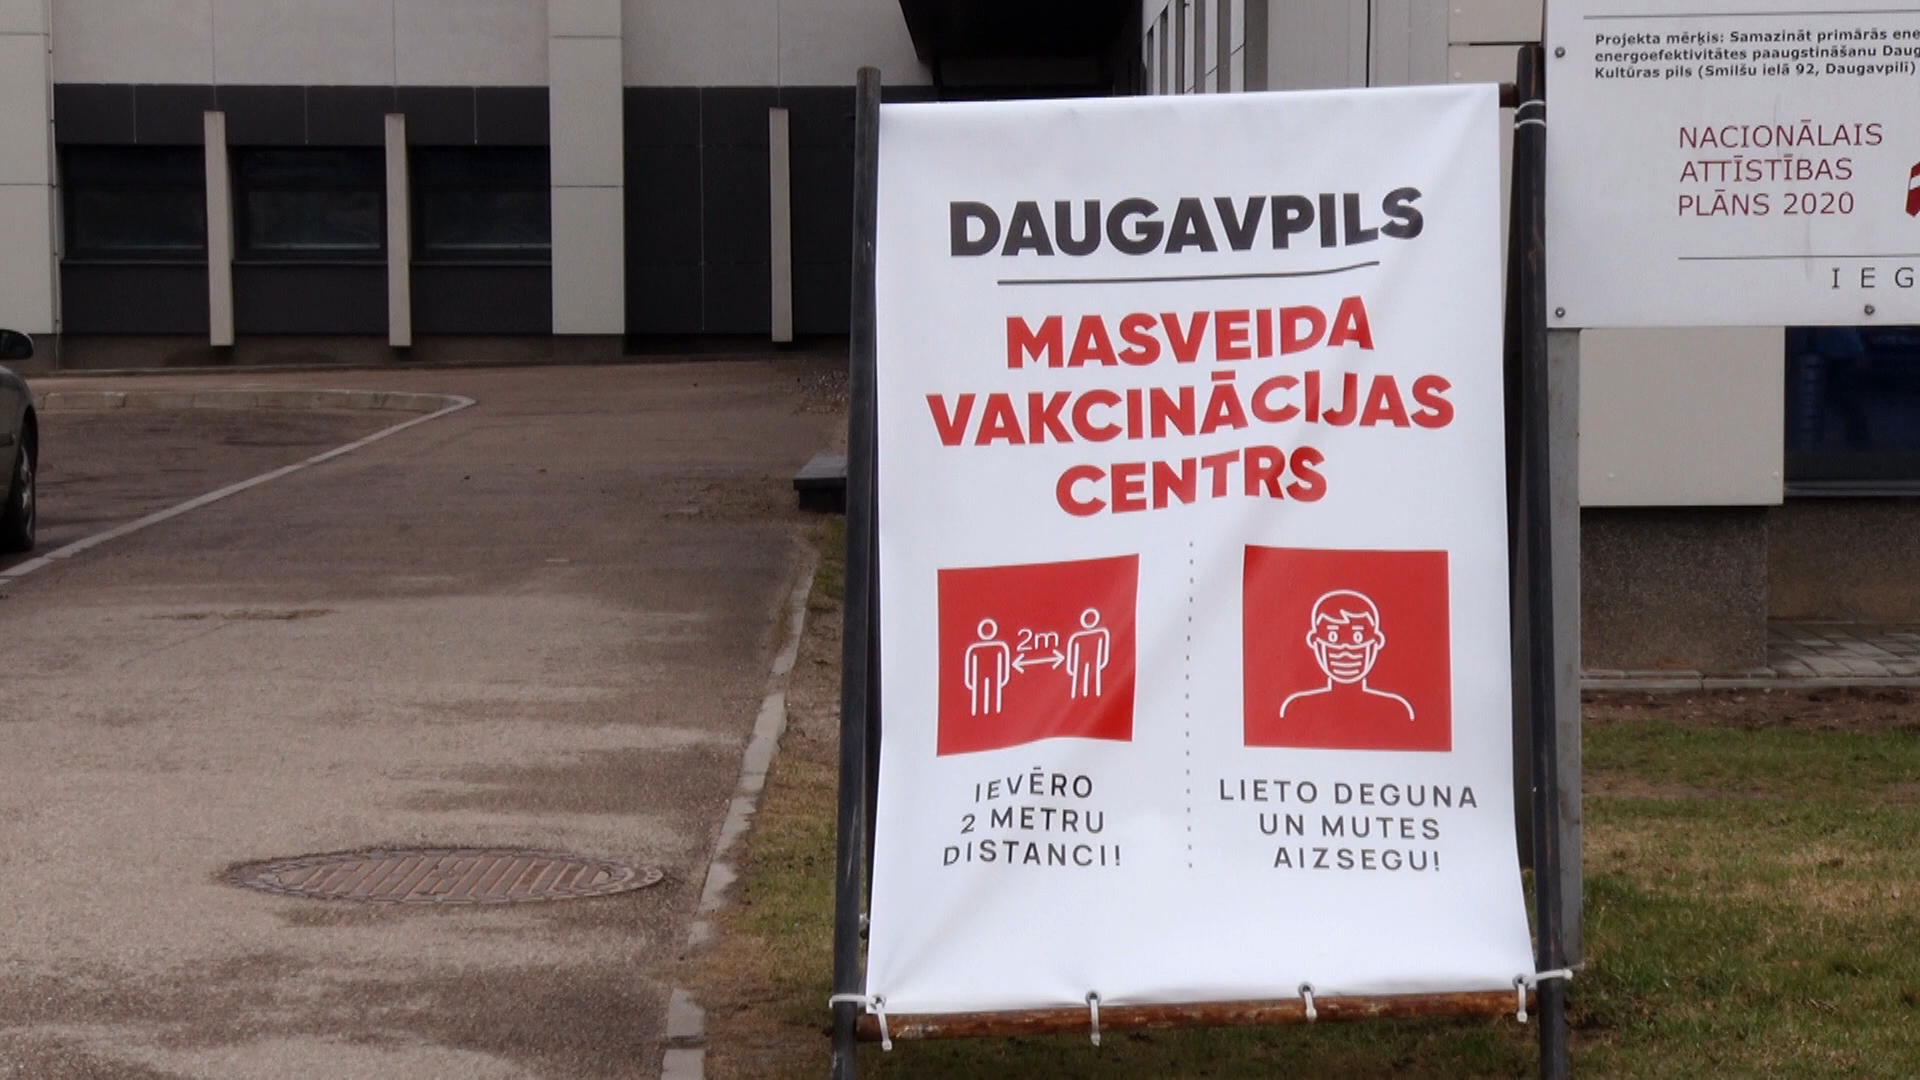 DAUGAVPILS
MASVEIDA
VAKCINĀCIJAS
CENTRS
2m
IEVĒRO
2 METRU
DISTANCI!
LIETO DEGUNA
UN MUTES
AIZSEGU!
Projekta mērķis: Samazināt primārās ene
energoefektivitātes paaugstināšanu Daug
Kultūras pils (Smilšu ielā 92, Daugavpilī)
NACIONĀLAIS
ATTĪSTĪBAS
PLĀNS 2020
IEG